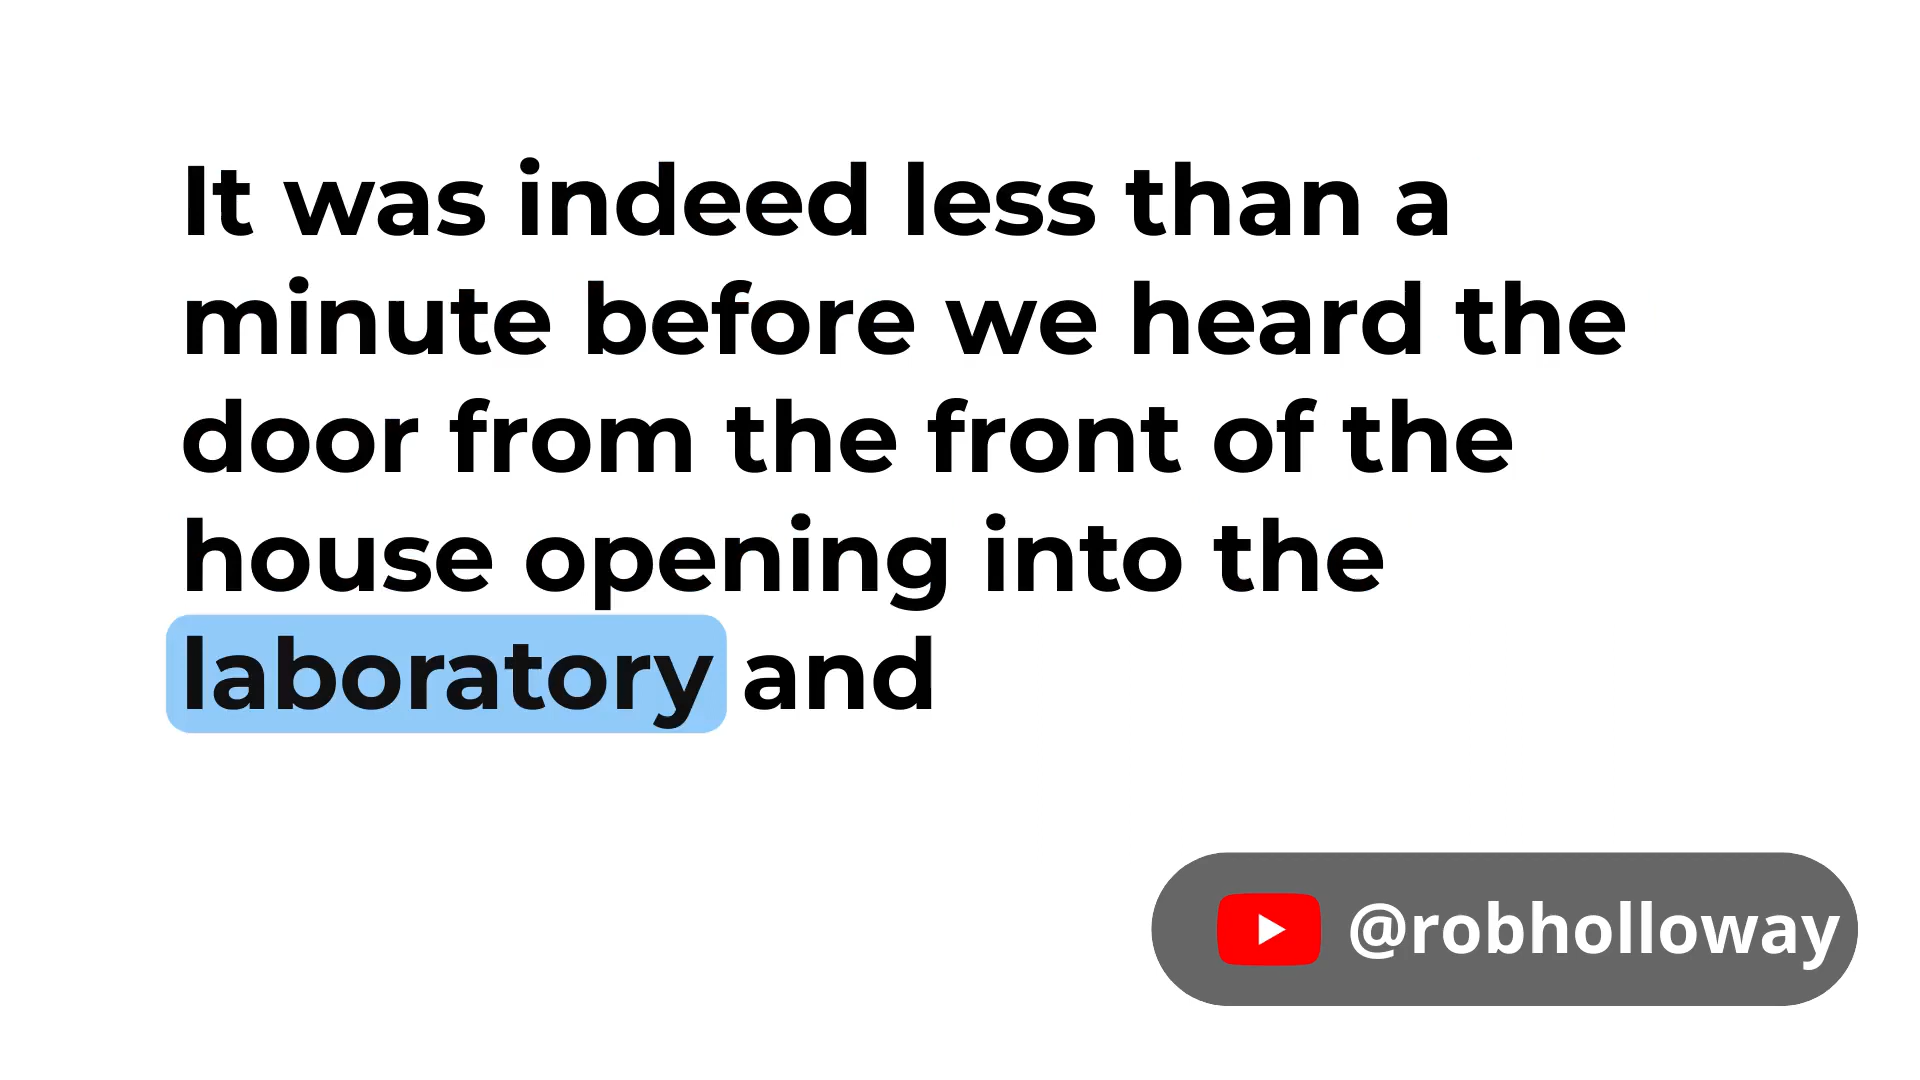 It was indeed less than a
minute before we heard the
door from the front of the
house opening into the
laboratory and
@robholloway